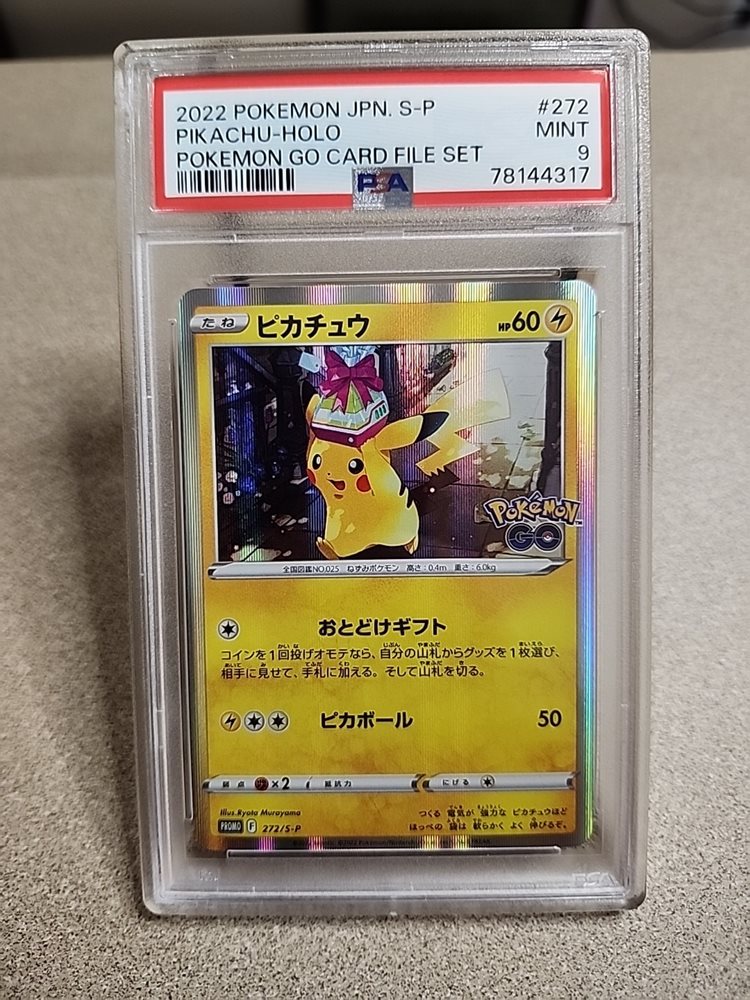 2022 POKEMON JPN. S-P #272
PIKACHU-HOLO MINT
POKEMON GO CARD FILE SET 9
PSA 78144317
たね ピカチュウ HP60
Pokémon
GO
全国図鑑NO.025 ねずみポケモン 高さ:0.4m 重さ:6.0kg
おとどけギフト
コインを1回投げオモテなら、自分の山札からグッズを1枚選び、
相手に見せて、手札に加える。そして山札を切る。
ピカボール 50
弱点 ×2 抵抗力 にげる
Illus.Ryota Murayama
つくる 電気が 強力な ピカチュウほど
PROMO F 272/S-P
ほっぺの 袋は 軟らかく よく 伸びるぞ。